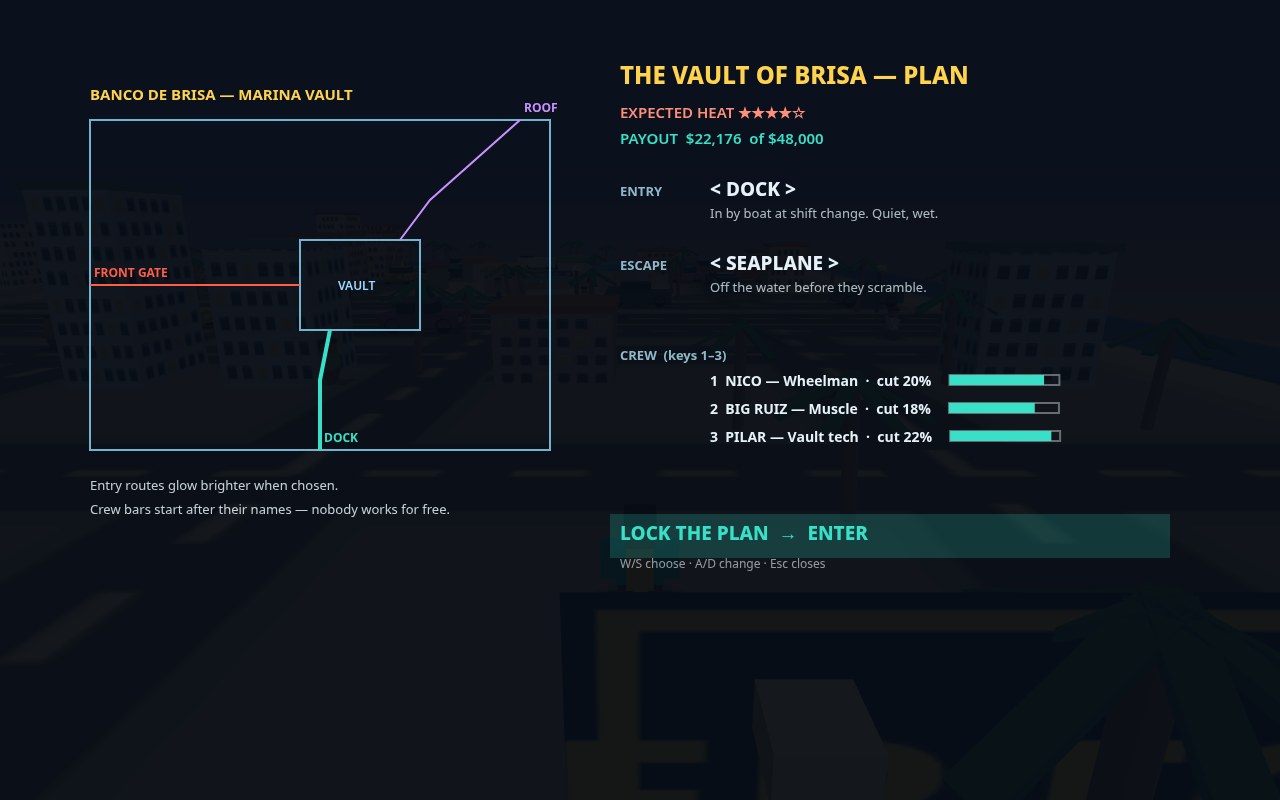 BANCO DE BRISA — MARINA VAULT
ROOF
FRONT GATE
VAULT
DOCK
Entry routes glow brighter when chosen.
Crew bars start after their names — nobody works for free.
THE VAULT OF BRISA — PLAN
EXPECTED HEAT ★★★★☆
PAYOUT $22,176 of $48,000
ENTRY < DOCK >
In by boat at shift change. Quiet, wet.
ESCAPE < SEAPLANE >
Off the water before they scramble.
CREW (keys 1–3)
1 NICO — Wheelman · cut 20%
2 BIG RUIZ — Muscle · cut 18%
3 PILAR — Vault tech · cut 22%
LOCK THE PLAN → ENTER
W/S choose · A/D change · Esc closes